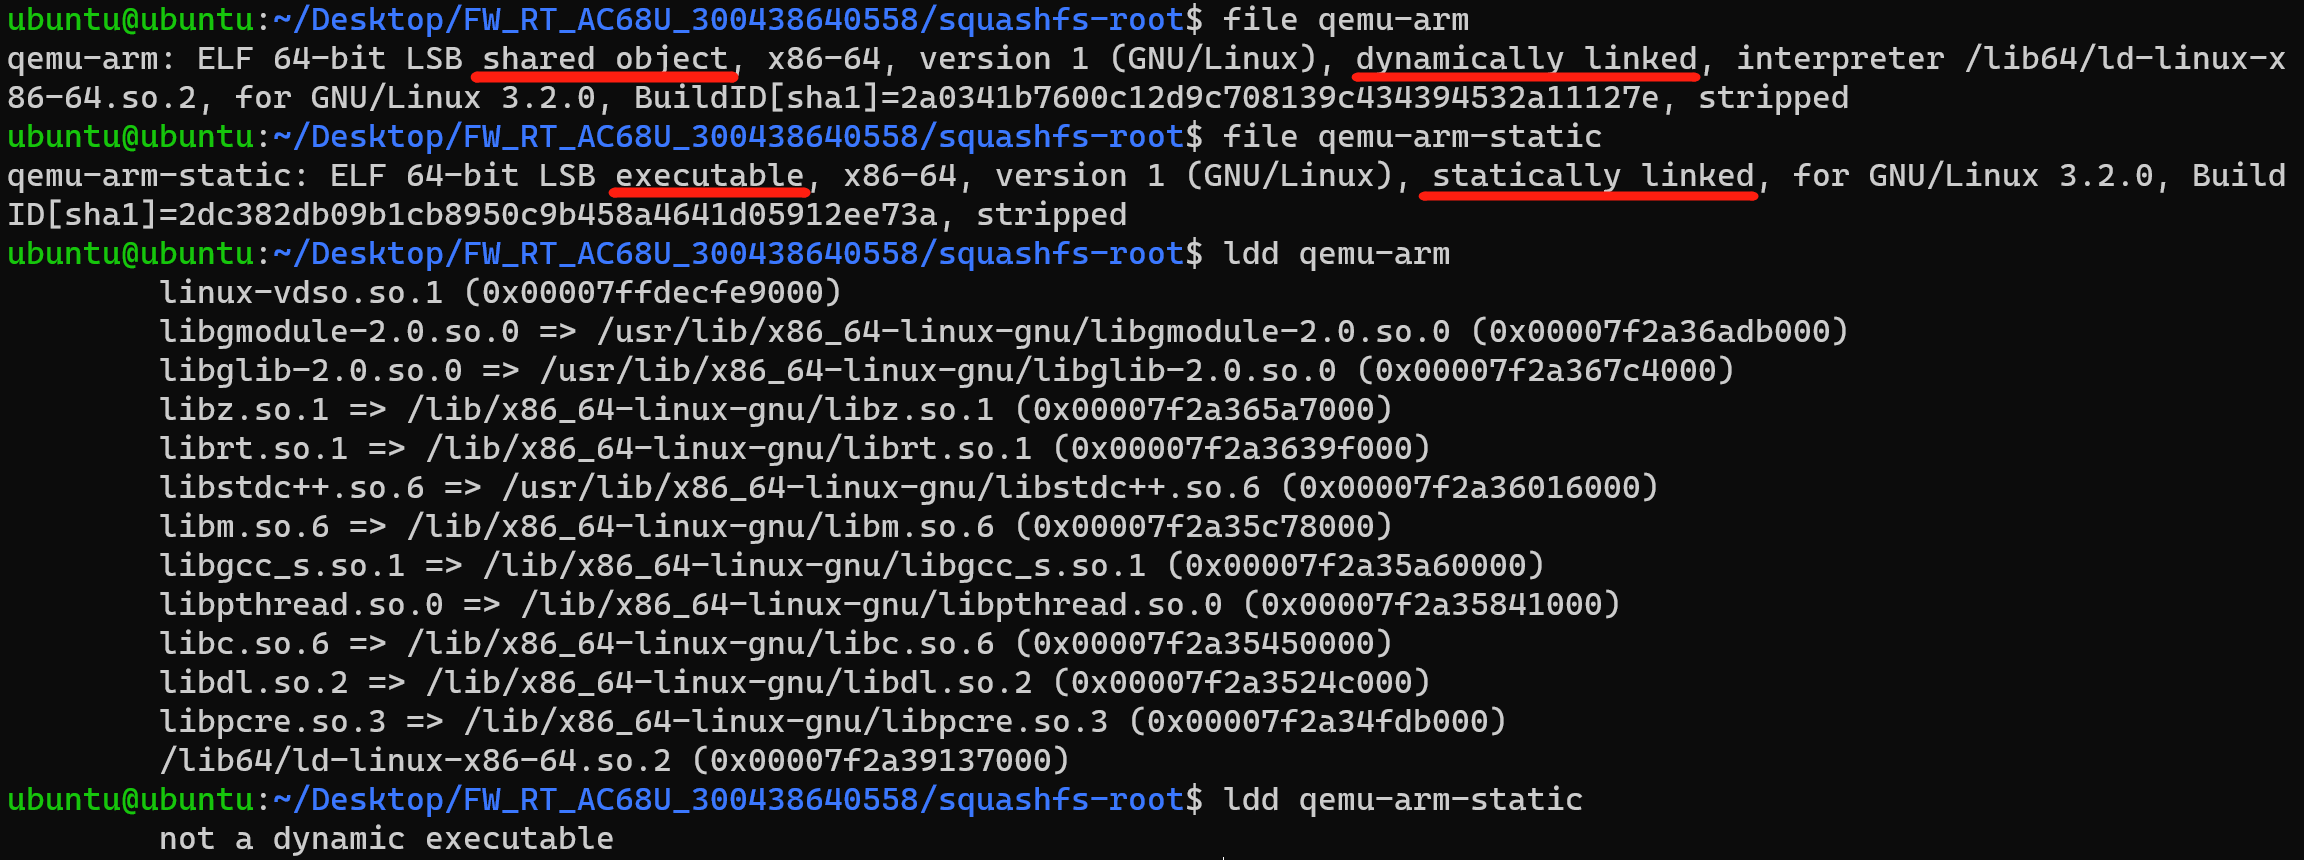 ubuntu@ubuntu:~/Desktop/FW_RT_AC68U_300438640558/squashfs-root$ file qemu-arm
qemu-arm: ELF 64-bit LSB shared object, x86-64, version 1 (GNU/Linux), dynamically linked, interpreter /lib64/ld-linux-x
86-64.so.2, for GNU/Linux 3.2.0, BuildID[sha1]=2a0341b7600c12d9c708139c434394532a11127e, stripped
ubuntu@ubuntu:~/Desktop/FW_RT_AC68U_300438640558/squashfs-root$ file qemu-arm-static
qemu-arm-static: ELF 64-bit LSB executable, x86-64, version 1 (GNU/Linux), statically linked, for GNU/Linux 3.2.0, Build
ID[sha1]=2dc382db09b1cb8950c9b458a4641d05912ee73a, stripped
ubuntu@ubuntu:~/Desktop/FW_RT_AC68U_300438640558/squashfs-root$ ldd qemu-arm
linux-vdso.so.1 (0x00007ffdecfe9000)
libgmodule-2.0.so.0 => /usr/lib/x86_64-linux-gnu/libgmodule-2.0.so.0 (0x00007f2a36adb000)
libglib-2.0.so.0 => /usr/lib/x86_64-linux-gnu/libglib-2.0.so.0 (0x00007f2a367c4000)
libz.so.1 => /lib/x86_64-linux-gnu/libz.so.1 (0x00007f2a365a7000)
librt.so.1 => /lib/x86_64-linux-gnu/librt.so.1 (0x00007f2a3639f000)
libstdc++.so.6 => /usr/lib/x86_64-linux-gnu/libstdc++.so.6 (0x00007f2a36016000)
libm.so.6 => /lib/x86_64-linux-gnu/libm.so.6 (0x00007f2a35c78000)
libgcc_s.so.1 => /lib/x86_64-linux-gnu/libgcc_s.so.1 (0x00007f2a35a60000)
libpthread.so.0 => /lib/x86_64-linux-gnu/libpthread.so.0 (0x00007f2a35841000)
libc.so.6 => /lib/x86_64-linux-gnu/libc.so.6 (0x00007f2a35450000)
libdl.so.2 => /lib/x86_64-linux-gnu/libdl.so.2 (0x00007f2a3524c000)
libpcre.so.3 => /lib/x86_64-linux-gnu/libpcre.so.3 (0x00007f2a34fdb000)
/lib64/ld-linux-x86-64.so.2 (0x00007f2a39137000)
ubuntu@ubuntu:~/Desktop/FW_RT_AC68U_300438640558/squashfs-root$ ldd qemu-arm-static
not a dynamic executable